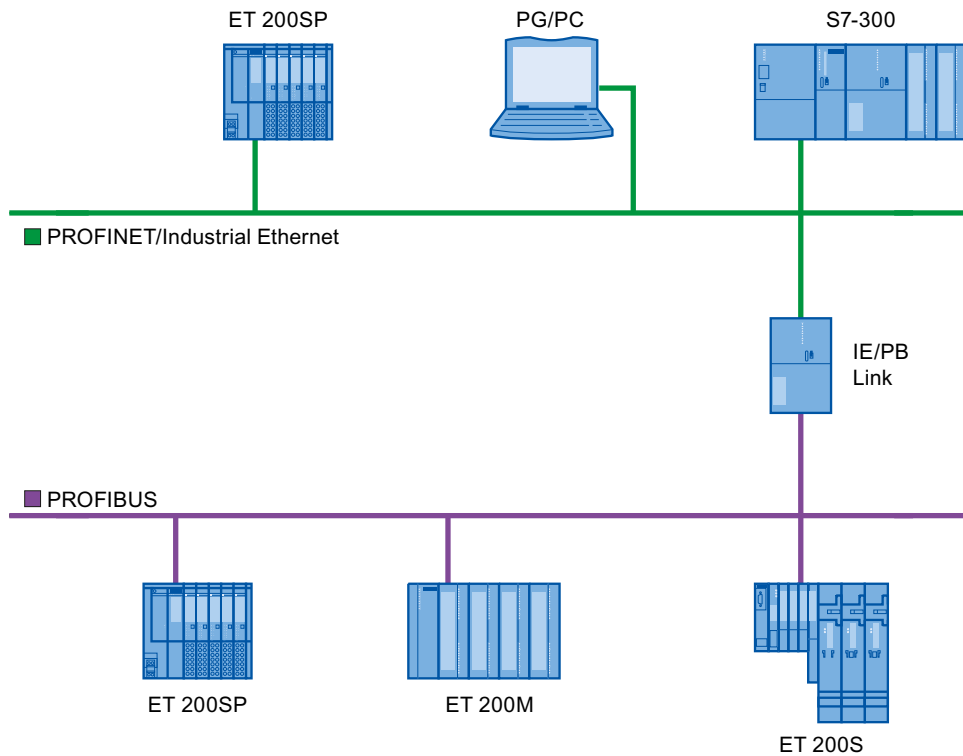 ET 200SP
PG/PC
S7-300
PROFINET/Industrial Ethernet
IE/PB
Link
PROFIBUS
ET 200SP
ET 200M
ET 200S